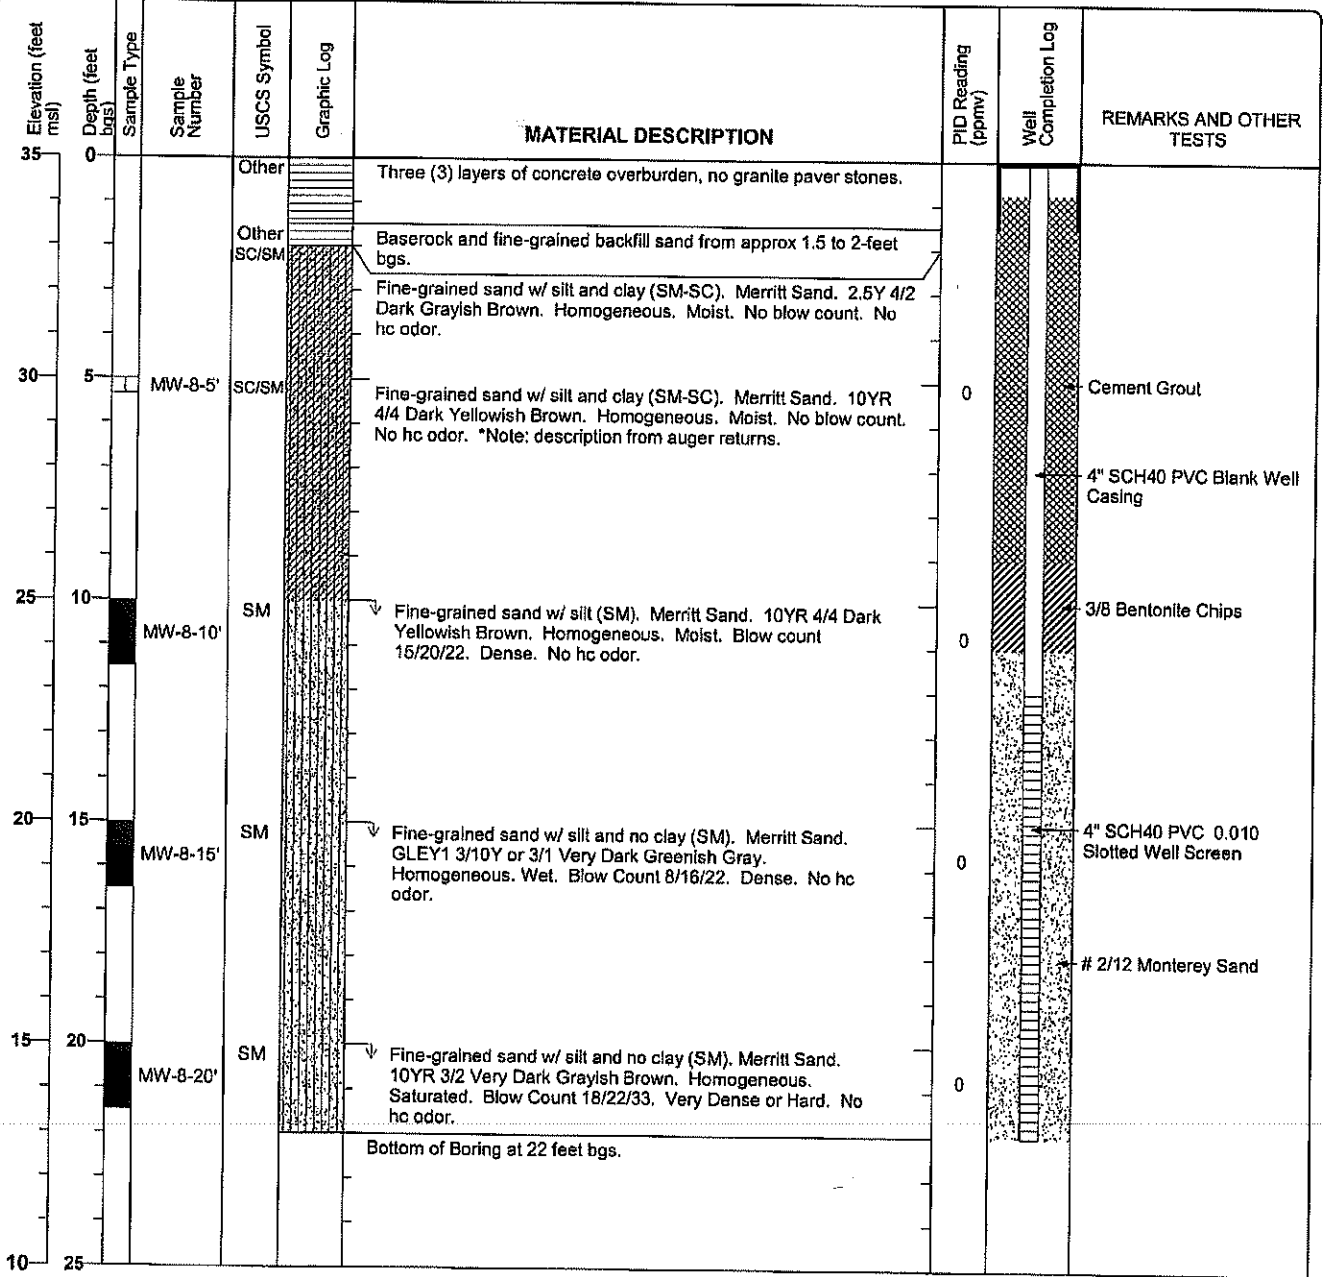 Elevation (feet msl)
Depth (feet bgs)
Sample Type
Sample Number
USCS Symbol
Graphic Log
MATERIAL DESCRIPTION
PID Reading (ppmv)
Well Completion Log
REMARKS AND OTHER TESTS
35
0
Other
Three (3) layers of concrete overburden, no granite paver stones.
Other
Baserock and fine-grained backfill sand from approx 1.5 to 2-feet
bgs.
SC/SM
Fine-grained sand w/ silt and clay (SM-SC). Merritt Sand. 2.5Y 4/2
Dark Grayish Brown. Homogeneous. Moist. No blow count. No
hc odor.
30
5
MW-8-5'
SC/SM
Fine-grained sand w/ silt and clay (SM-SC). Merritt Sand. 10YR
4/4 Dark Yellowish Brown. Homogeneous. Moist. No blow count.
No hc odor. *Note: description from auger returns.
0
Cement Grout
4" SCH40 PVC Blank Well
Casing
25
10
MW-8-10'
SM
Fine-grained sand w/ silt (SM). Merritt Sand. 10YR 4/4 Dark
Yellowish Brown. Homogeneous. Moist. Blow count
15/20/22. Dense. No hc odor.
0
3/8 Bentonite Chips
20
15
MW-8-15'
SM
Fine-grained sand w/ silt and no clay (SM). Merritt Sand.
GLEY1 3/10Y or 3/1 Very Dark Greenish Gray.
Homogeneous. Wet. Blow Count 8/16/22. Dense. No hc
odor.
0
4" SCH40 PVC 0.010
Slotted Well Screen
# 2/12 Monterey Sand
15
20
MW-8-20'
SM
Fine-grained sand w/ silt and no clay (SM). Merritt Sand.
10YR 3/2 Very Dark Grayish Brown. Homogeneous.
Saturated. Blow Count 18/22/33. Very Dense or Hard. No
hc odor.
0
Bottom of Boring at 22 feet bgs.
10
25